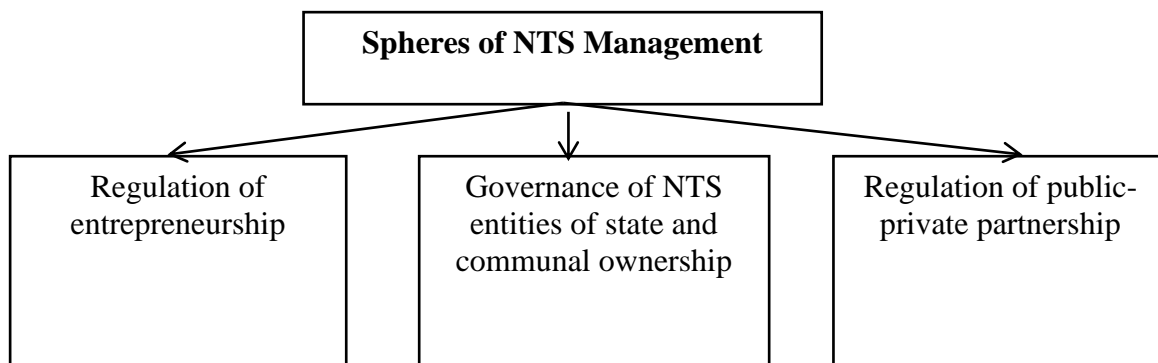 Spheres of NTS Management
Regulation of
entrepreneurship
Governance of NTS
entities of state and
communal ownership
Regulation of public-
private partnership